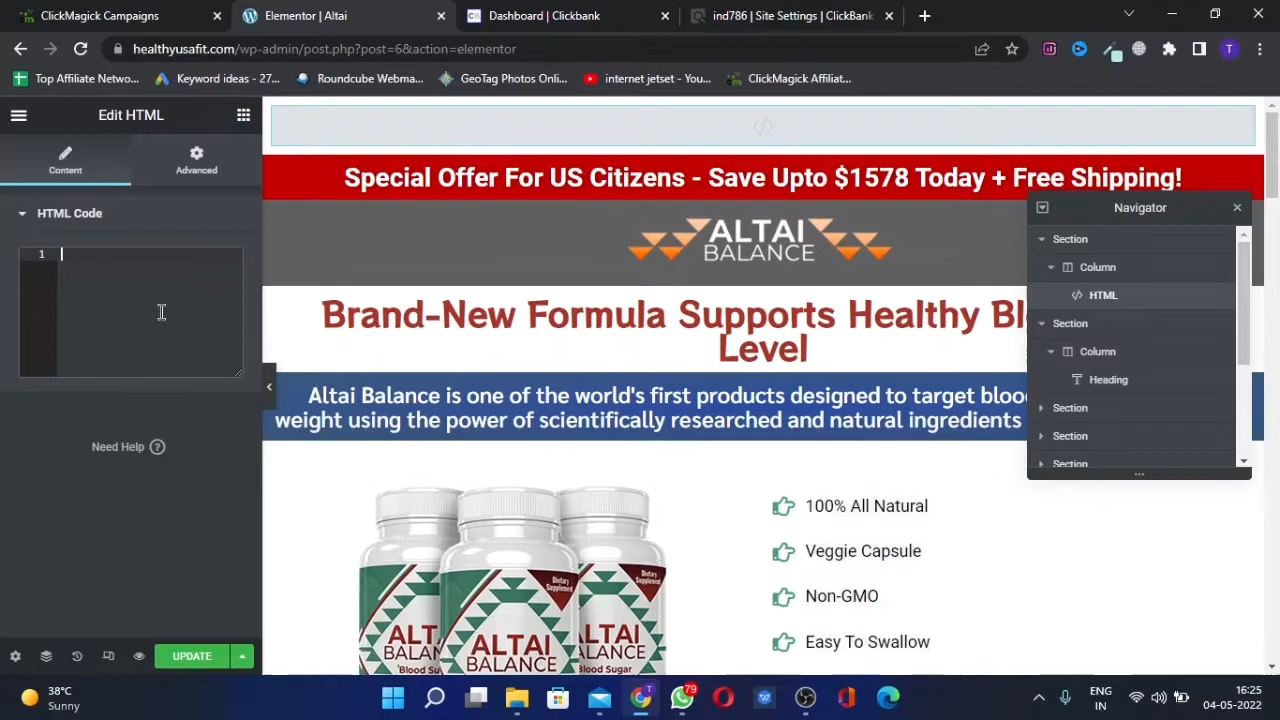 ClickMagick Campaigns
Elementor | Altai
Dashboard | Clickbank
ind786 | Site Settings | ClickBank
healthyusafit.com/wp-admin/post.php?post=6&action=elementor
T
Top Affiliate Netwo...
Keyword ideas - 27...
Roundcube Webma...
GeoTag Photos Onli...
internet jetset - You...
ClickMagick Affiliat...
Edit HTML
Content
Advanced
HTML Code
1
Need Help ?
UPDATE
Special Offer For US Citizens - Save Upto $1578 Today + Free Shipping!
ALTAI
BALANCE
Brand-New Formula Supports Healthy Bl
Level
Altai Balance is one of the world's first products designed to target bloo
weight using the power of scientifically researched and natural ingredients
Navigator
Section
Column
HTML
Section
Column
Heading
Section
Section
Section
100% All Natural
Veggie Capsule
Non-GMO
Easy To Swallow
Dietary
Supplement
Dietary
Supplement
ALTAI
BALANCE
Blood Sugar
38°C
Sunny
79
ENG
IN
16:25
04-05-2022